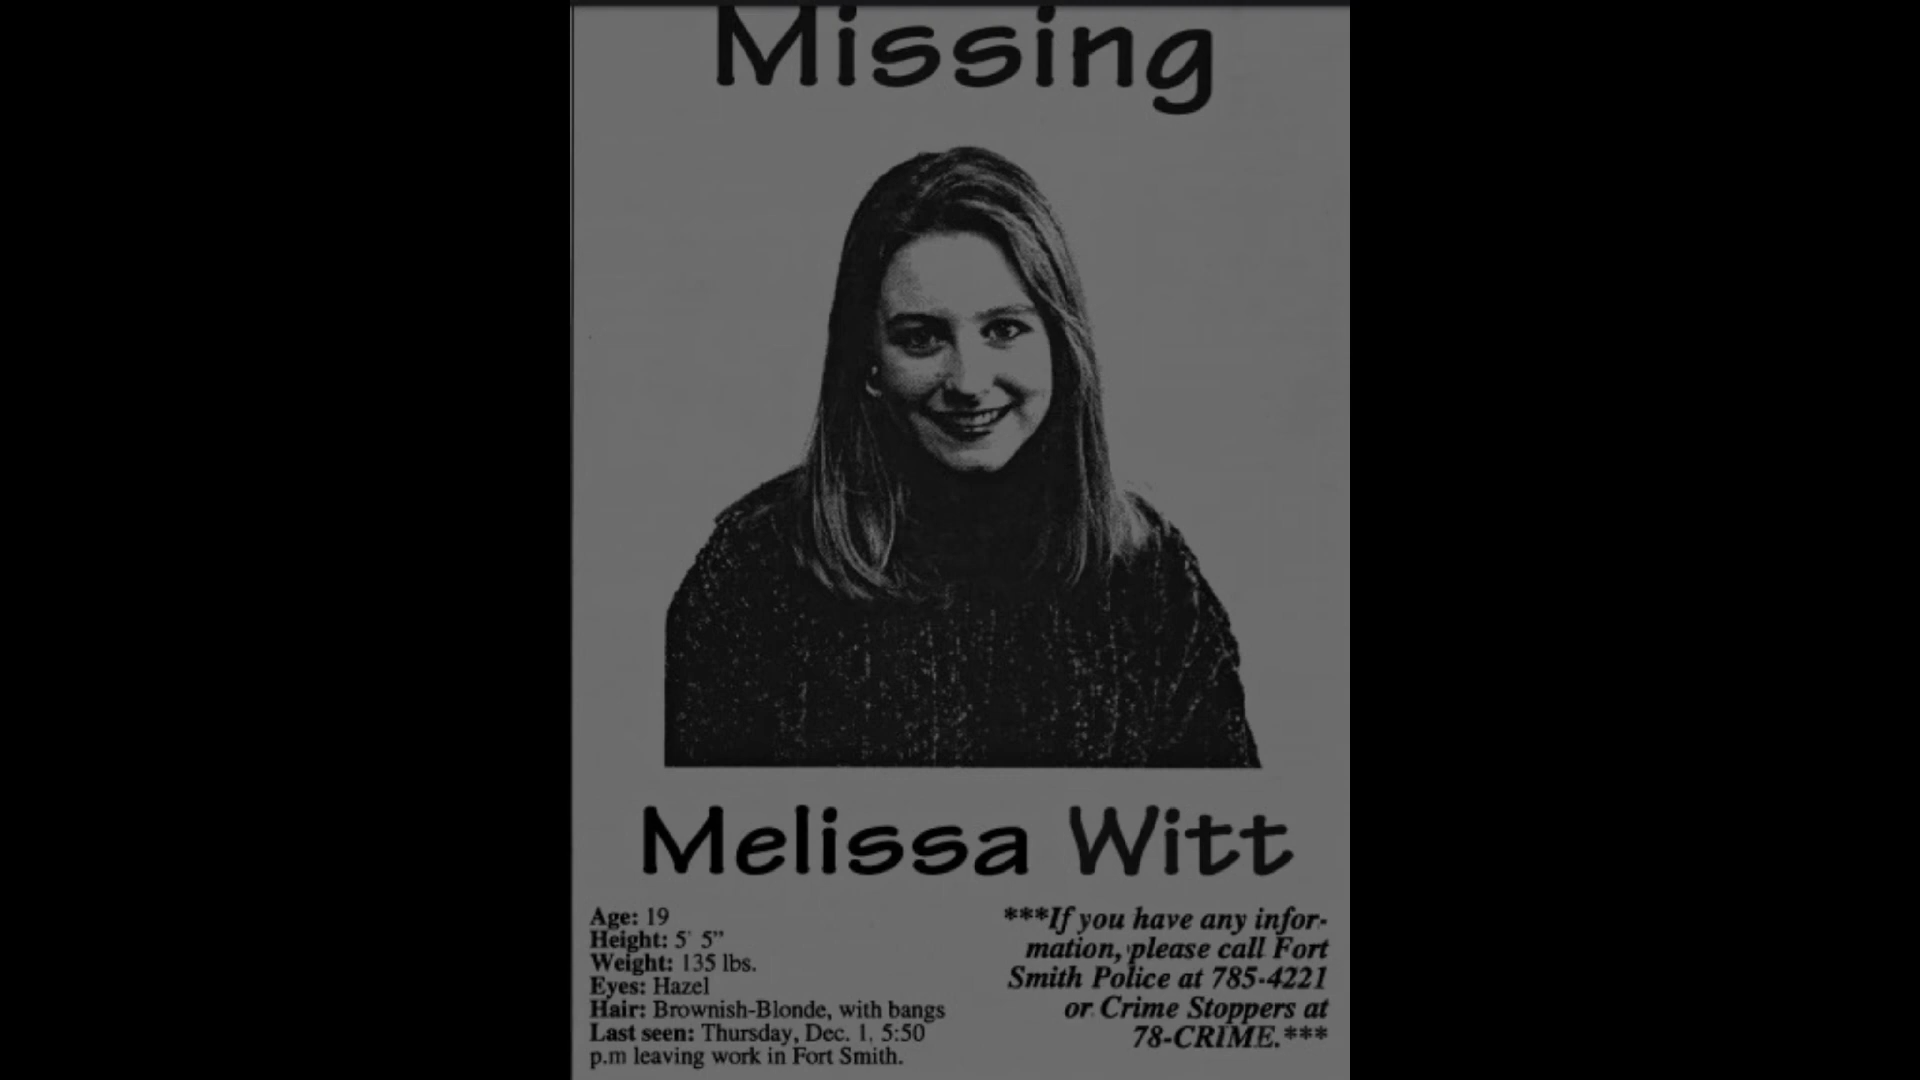 Missing
Melissa Witt
Age: 19
Height: 5' 5”
Weight: 135 lbs.
Eyes: Hazel
Hair: Brownish-Blonde, with bangs
Last seen: Thursday, Dec. 1, 5:50
p.m leaving work in Fort Smith.
***If you have any infor-
mation, please call Fort
Smith Police at 785-4221
or Crime Stoppers at
78-CRIME.***